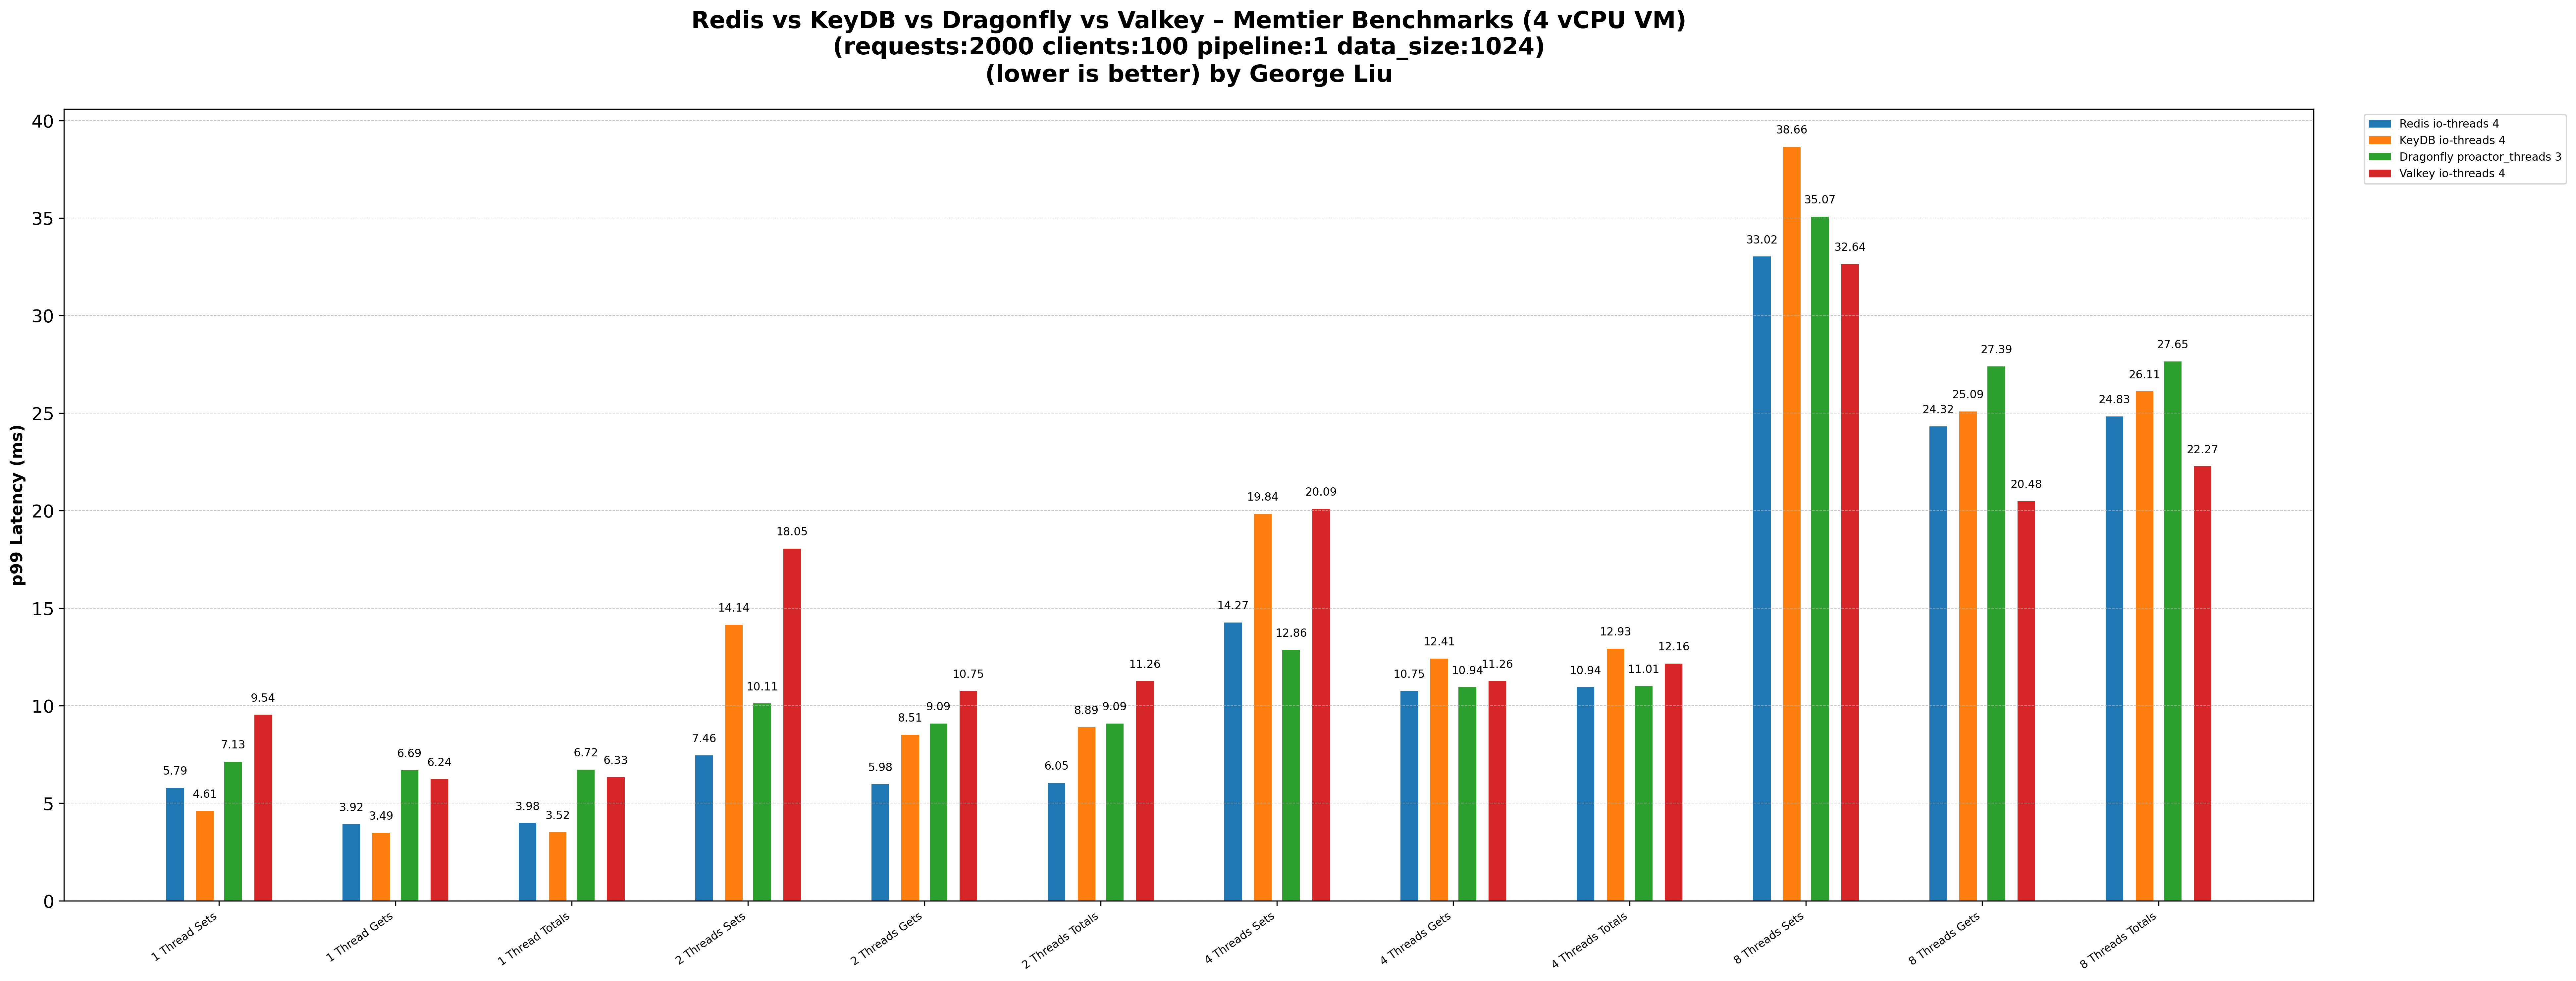 Redis vs KeyDB vs Dragonfly vs Valkey – Memtier Benchmarks (4 vCPU VM)
(requests:2000 clients:100 pipeline:1 data_size:1024)
(lower is better) by George Liu
p99 Latency (ms)
40
35
30
25
20
15
10
5
0
5.79
4.61
7.13
9.54
3.92
3.49
6.69
6.24
3.98
3.52
6.72
6.33
7.46
14.14
10.11
18.05
5.98
8.51
9.09
10.75
6.05
8.89
9.09
11.26
14.27
19.84
12.86
20.09
10.75
12.41
10.94
11.26
10.94
12.93
11.01
12.16
33.02
38.66
35.07
32.64
24.32
25.09
27.39
20.48
24.83
26.11
27.65
22.27
1 Thread Sets
1 Thread Gets
1 Thread Totals
2 Threads Sets
2 Threads Gets
2 Threads Totals
4 Threads Sets
4 Threads Gets
4 Threads Totals
8 Threads Sets
8 Threads Gets
8 Threads Totals
Redis io-threads 4
KeyDB io-threads 4
Dragonfly proactor_threads 3
Valkey io-threads 4